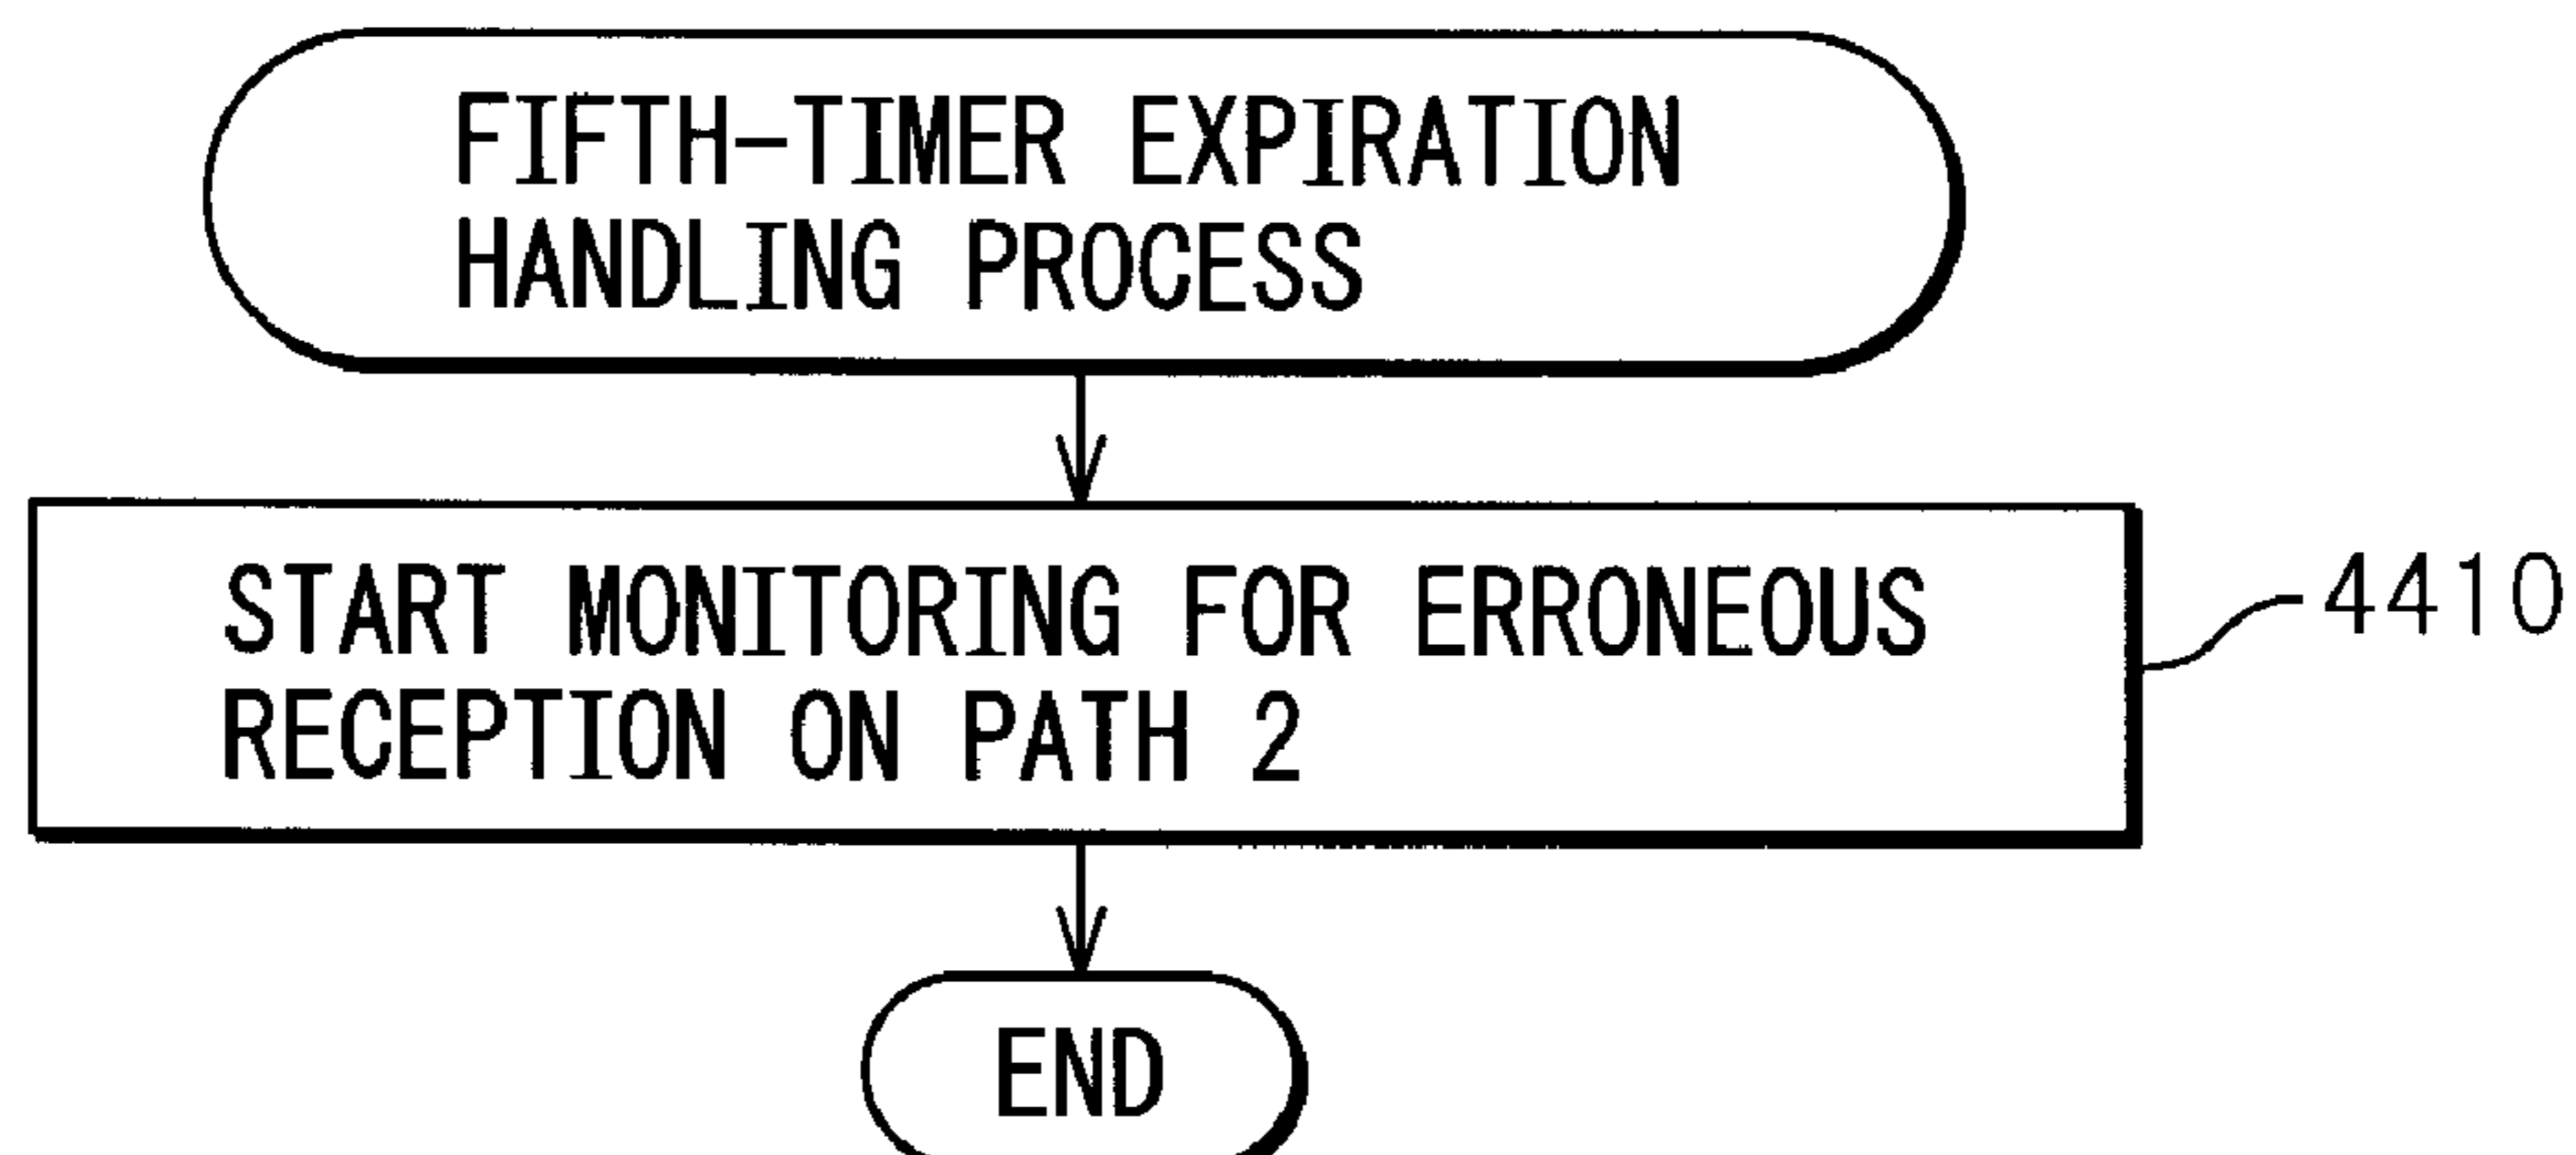 FIFTH-TIMER EXPIRATION
HANDLING PROCESS
START MONITORING FOR ERRONEOUS
RECEPTION ON PATH 2
4410
END